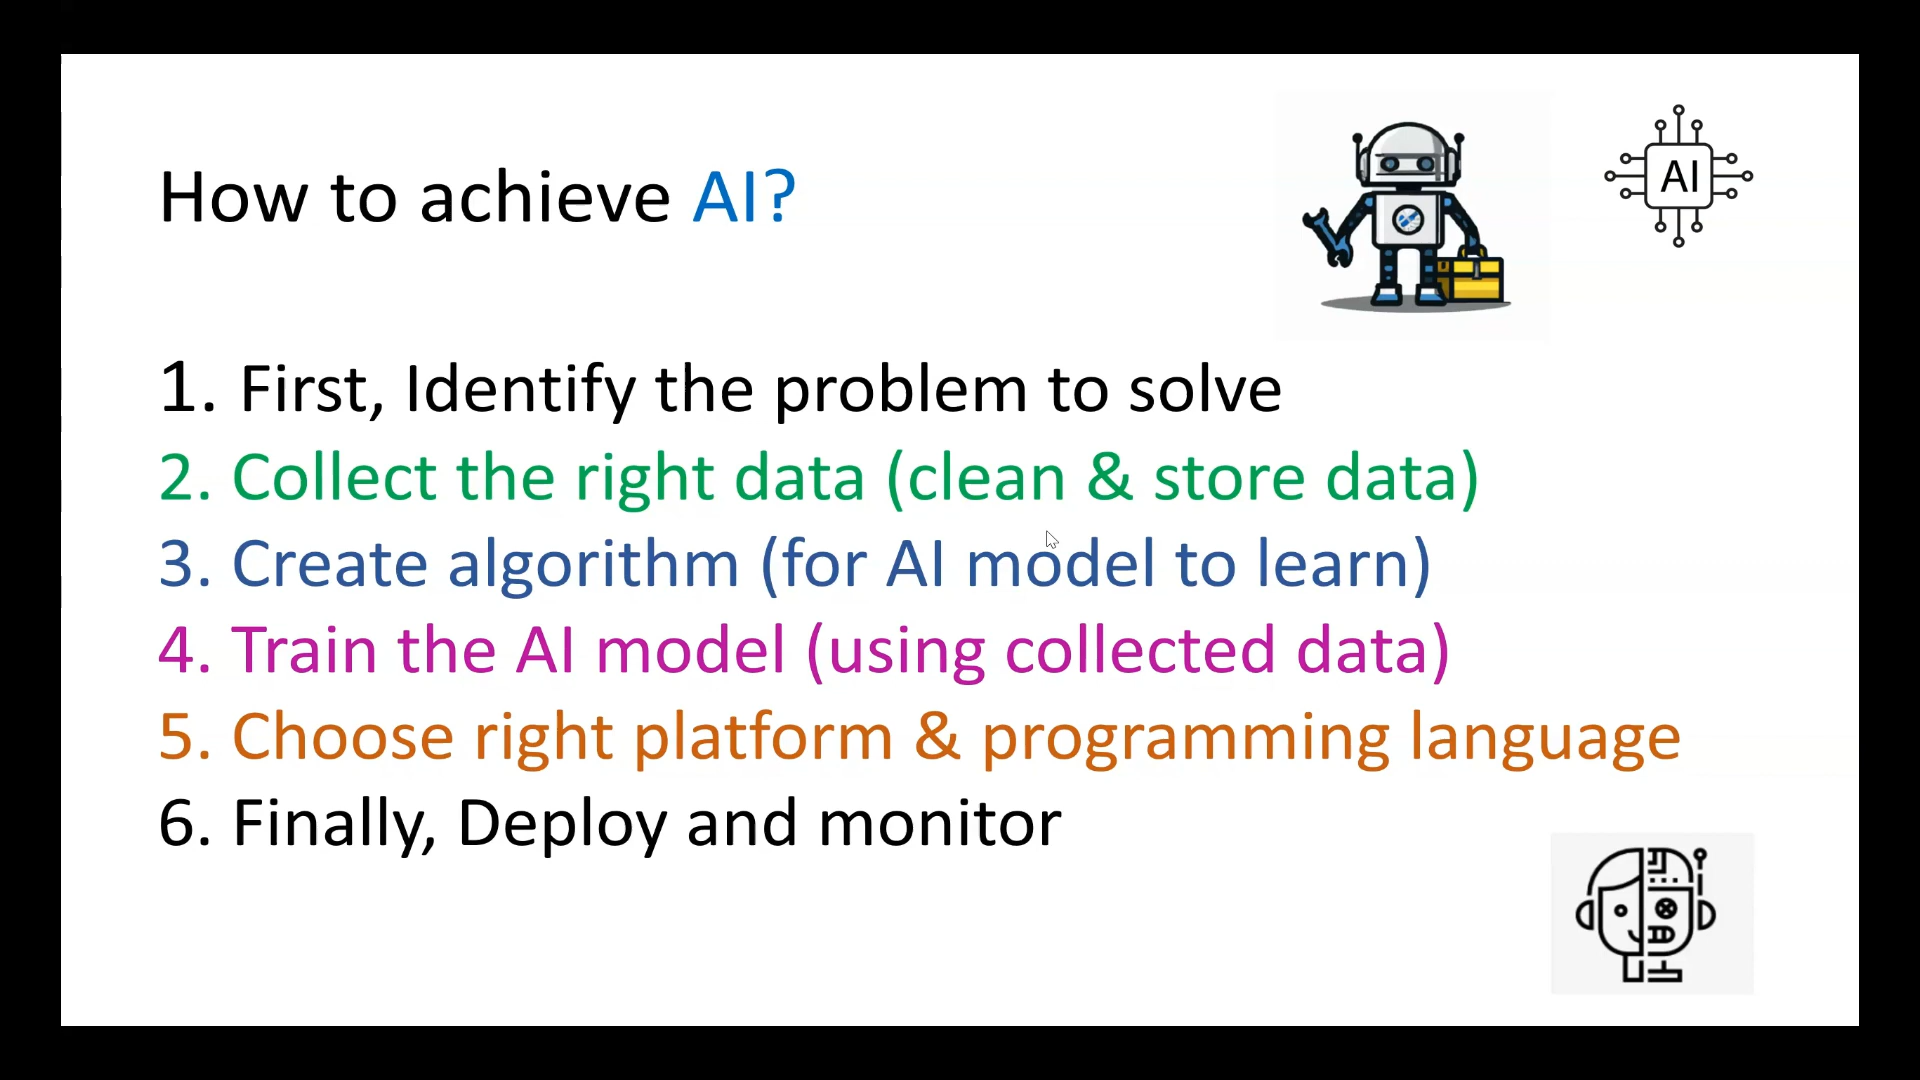 How to achieve AI?
AI
1. First, Identify the problem to solve
2. Collect the right data (clean & store data)
3. Create algorithm (for AI model to learn)
4. Train the AI model (using collected data)
5. Choose right platform & programming language
6. Finally, Deploy and monitor